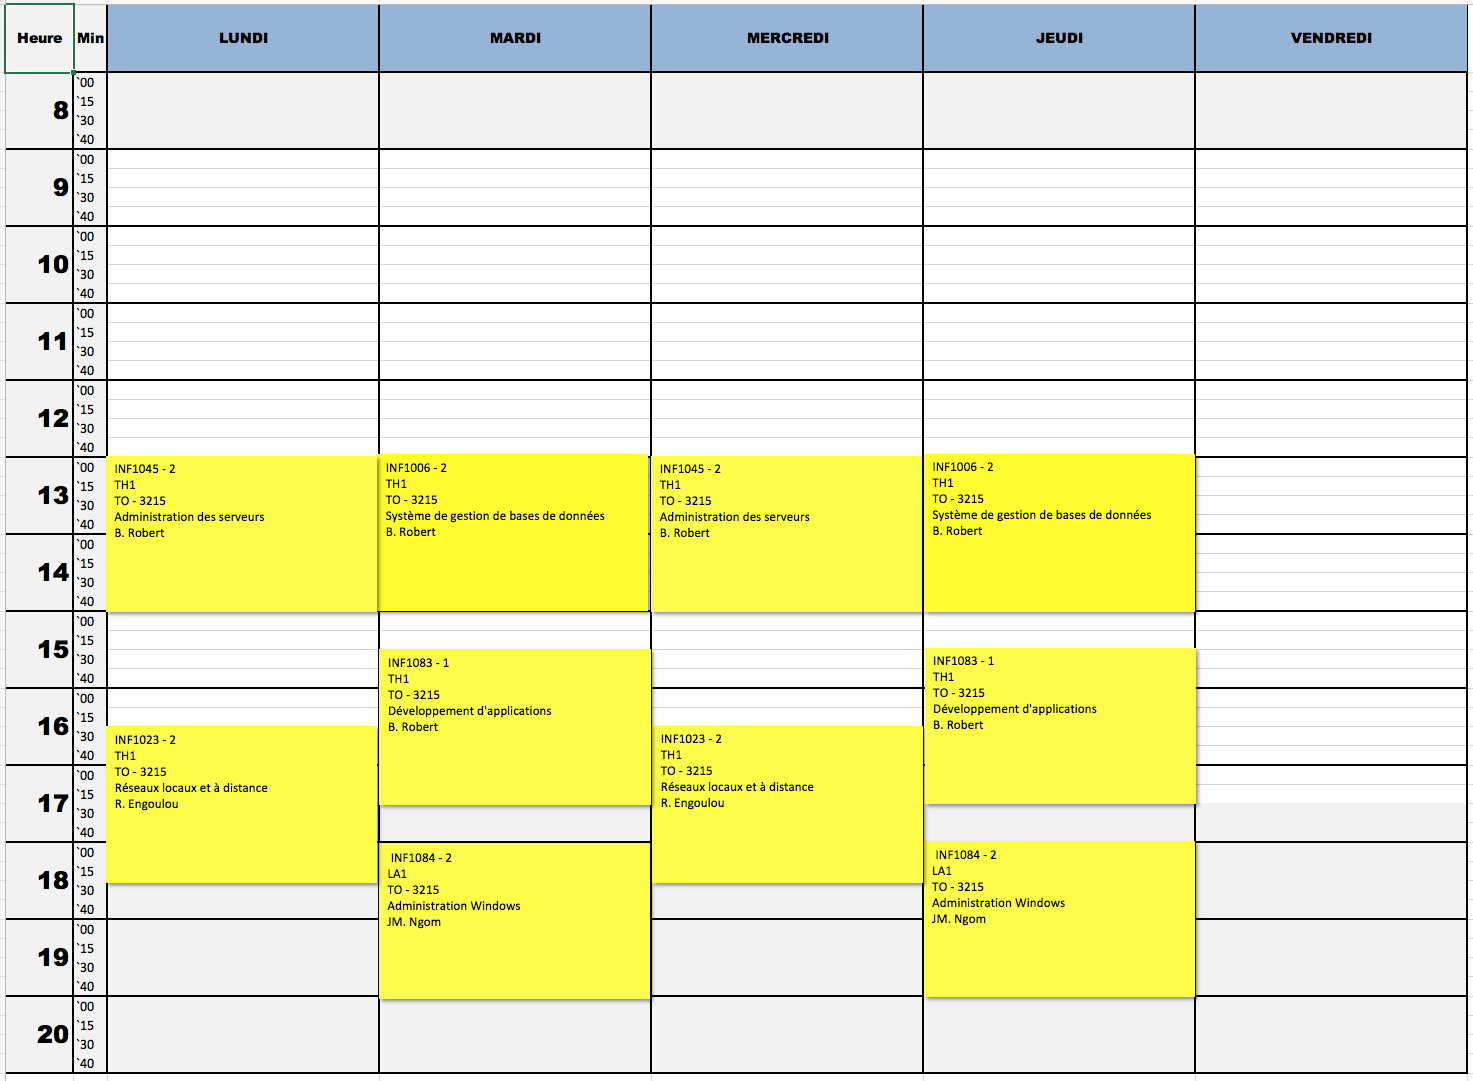 Heure Min LUNDI MARDI MERCREDI JEUDI VENDREDI
8
`00
`15
`30
`40
9
`00
`15
`30
`40
10
`00
`15
`30
`40
11
`00
`15
`30
`40
12
`00
`15
`30
`40
13
`00
`15
`30
`40
14
`00
`15
`30
`40
15
`00
`15
`30
`40
16
`00
`15
`30
`40
17
`00
`15
`30
`40
18
`00
`15
`30
`40
19
`00
`15
`30
`40
20
`00
`15
`30
`40
INF1045 - 2
TH1
TO - 3215
Administration des serveurs
B. Robert
INF1023 - 2
TH1
TO - 3215
Réseaux locaux et à distance
R. Engoulou
INF1006 - 2
TH1
TO - 3215
Système de gestion de bases de données
B. Robert
INF1083 - 1
TH1
TO - 3215
Développement d'applications
B. Robert
INF1084 - 2
LA1
TO - 3215
Administration Windows
JM. Ngom
INF1045 - 2
TH1
TO - 3215
Administration des serveurs
B. Robert
INF1023 - 2
TH1
TO - 3215
Réseaux locaux et à distance
R. Engoulou
INF1006 - 2
TH1
TO - 3215
Système de gestion de bases de données
B. Robert
INF1083 - 1
TH1
TO - 3215
Développement d'applications
B. Robert
INF1084 - 2
LA1
TO - 3215
Administration Windows
JM. Ngom